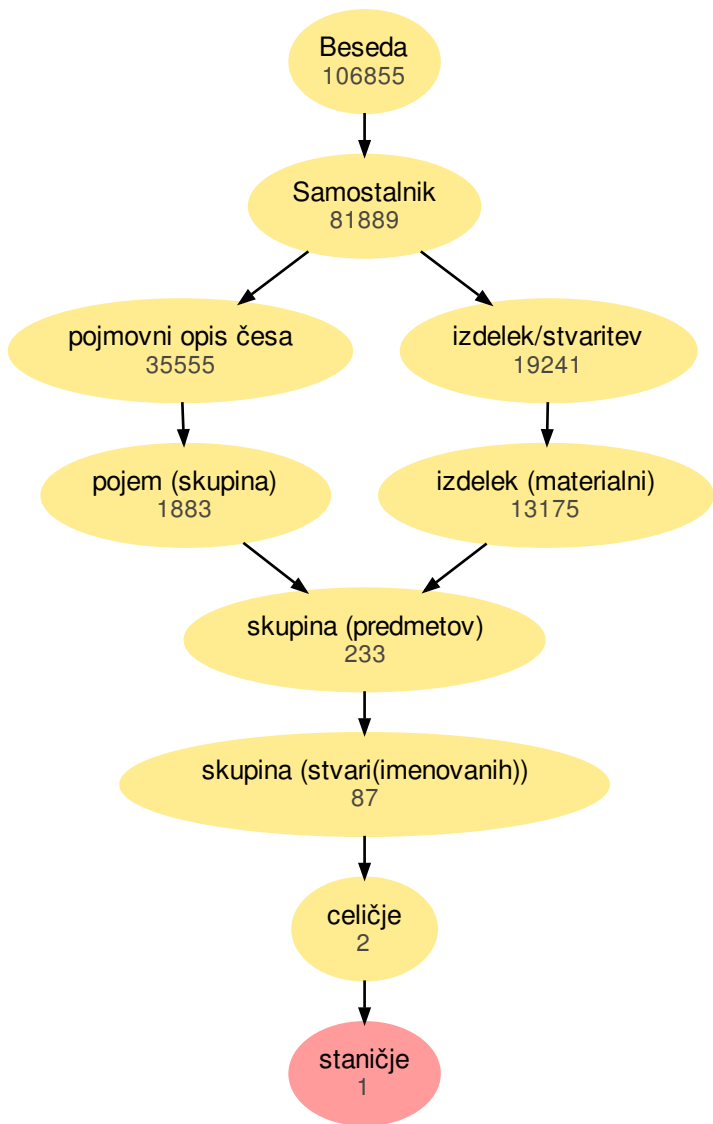 Beseda
106855
Samostalnik
81889
pojmovni opis česa
35555
izdelek/stvaritev
19241
pojem (skupina)
1883
izdelek (materialni)
13175
skupina (predmetov)
233
skupina (stvari(imenovanih))
87
celičje
2
staničje
1